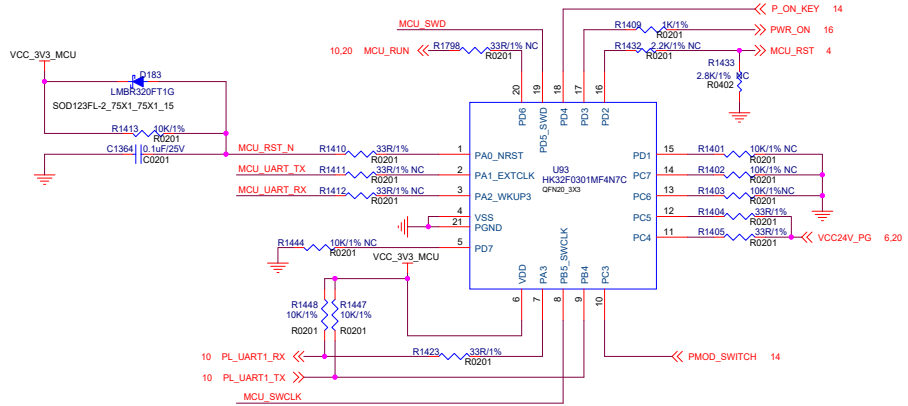 P_ON_KEY 14
MCU_SWD
R1409 1K/1%
R0201
PWR_ON 16
10,20 MCU_RUN
R1798 33R/1% NC
R0201
R1432 2.2K/1% NC
R0201
MCU_RST 4
VCC_3V3_MCU
R1433
2.8K/1% NC
R0402
D183
LMBR320FT1G
SOD123FL-2_75X1_75X1_15
20
19
18
17
16
PD6
PD5_SWD
PD4
PD3
PD2
R1413 10K/1%
R0201
C1364 0.1uF/25V
C0201
MCU_RST_N
R1410 33R/1%
R0201
1
PA0_NRST
MCU_UART_TX
R1411 33R/1% NC
R0201
2
PA1_EXTCLK
MCU_UART_RX
R1412 33R/1% NC
R0201
3
PA2_WKUP3
4
VSS
21
PGND
5
PD7
R1444 10K/1% NC
R0201
U93
HK32F0301MF4N7C
QFN20_3X3
PD1
15
R1401 10K/1% NC
R0201
PC7
14
R1402 10K/1% NC
R0201
PC6
13
R1403 10K/1%NC
R0201
PC5
12
R1404 33R/1%
R0201
PC4
11
R1405 33R/1%
R0201
VCC24V_PG 6,20
VCC_3V3_MCU
VDD
PA3
PB5_SWCLK
PB4
PC3
6
7
8
9
10
R1448
10K/1%
R0201
R1447
10K/1%
R0201
10 PL_UART1_RX
R1423 33R/1%
R0201
PMOD_SWITCH 14
10 PL_UART1_TX
MCU_SWCLK